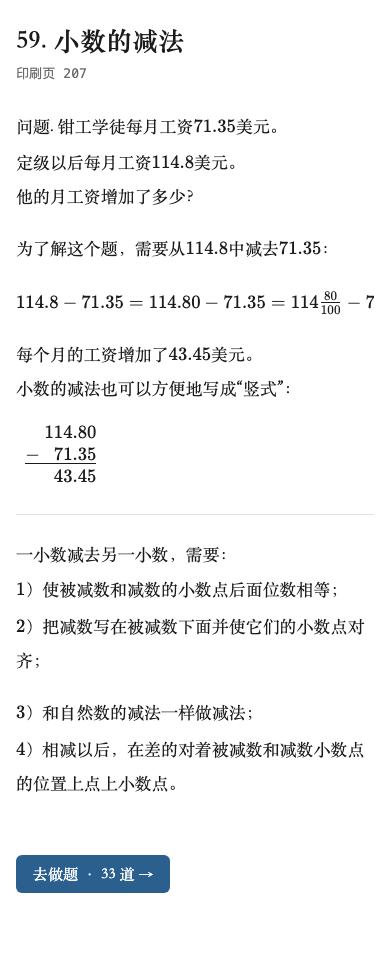 59. 小数的减法
印刷页 207
问题. 钳工学徒每月工资71.35美元。
定级以后每月工资114.8美元。
他的月工资增加了多少?
为了解这个题，需要从114.8中减去71.35：
114.8 − 71.35 = 114.80 − 71.35 = 114 80/100 − 7
每个月的工资增加了43.45美元。
小数的减法也可以方便地写成“竖式”：
114.80
− 71.35
43.45
一小数减去另一小数，需要：
1）使被减数和减数的小数点后面位数相等；
2）把减数写在被减数下面并使它们的小数点对
齐；
3）和自然数的减法一样做减法；
4）相减以后，在差的对着被减数和减数小数点
的位置上点上小数点。
去做题 · 33 道 →